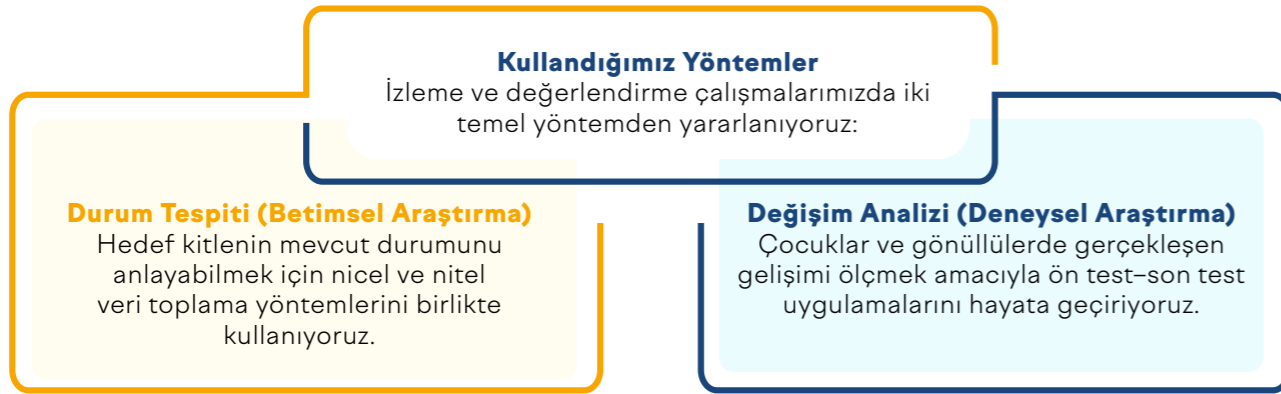 Kullandığımız Yöntemler
İzleme ve değerlendirme çalışmalarımızda iki
temel yöntemden yararlanıyoruz:
Durum Tespiti (Betimsel Araştırma)
Hedef kitlenin mevcut durumunu
anlayabilmek için nicel ve nitel
veri toplama yöntemlerini birlikte
kullanıyoruz.
Değişim Analizi (Deneysel Araştırma)
Çocuklar ve gönüllülerde gerçekleşen
gelişimi ölçmek amacıyla ön test–son test
uygulamalarını hayata geçiriyoruz.